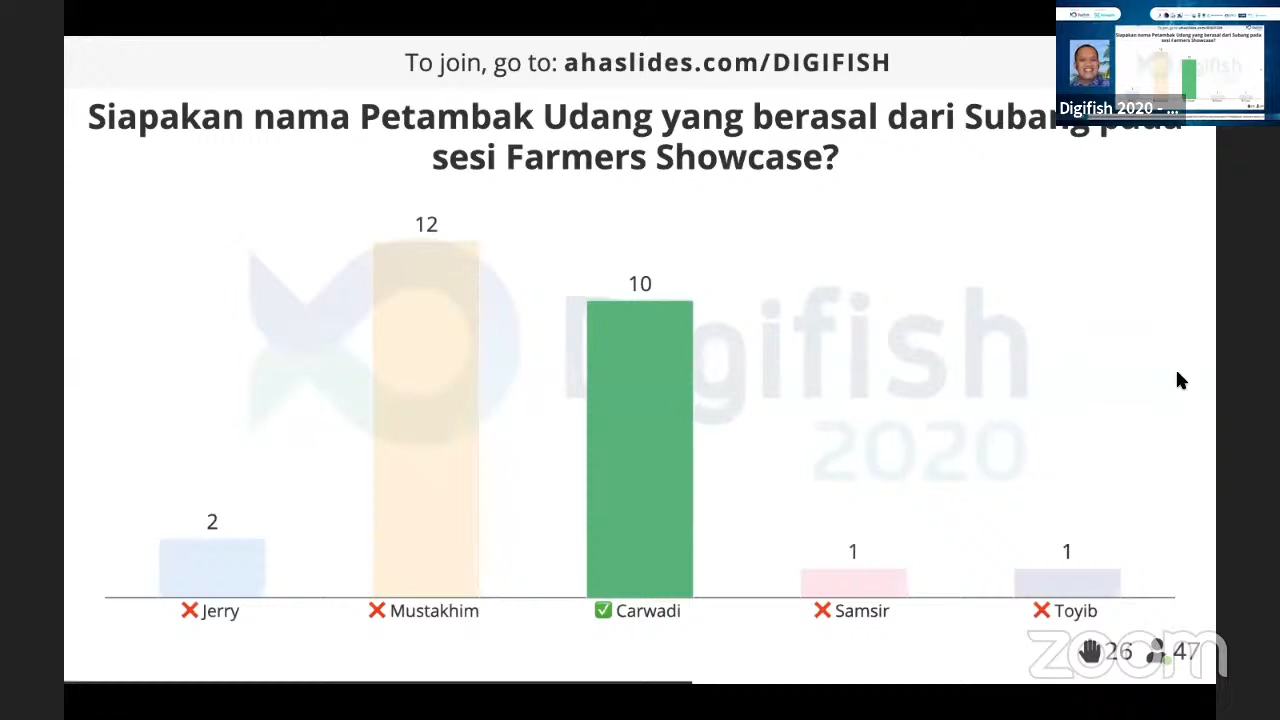 To join, go to: ahaslides.com/DIGIFISH
Siapakan nama Petambak Udang yang berasal dari Subang pada
sesi Farmers Showcase?
Digifish 2020 - ...
12
10
2
1
1
Digifish
2020
❌ Jerry
❌ Mustakhim
✅ Carwadi
❌ Samsir
❌ Toyib
26
47
zoom